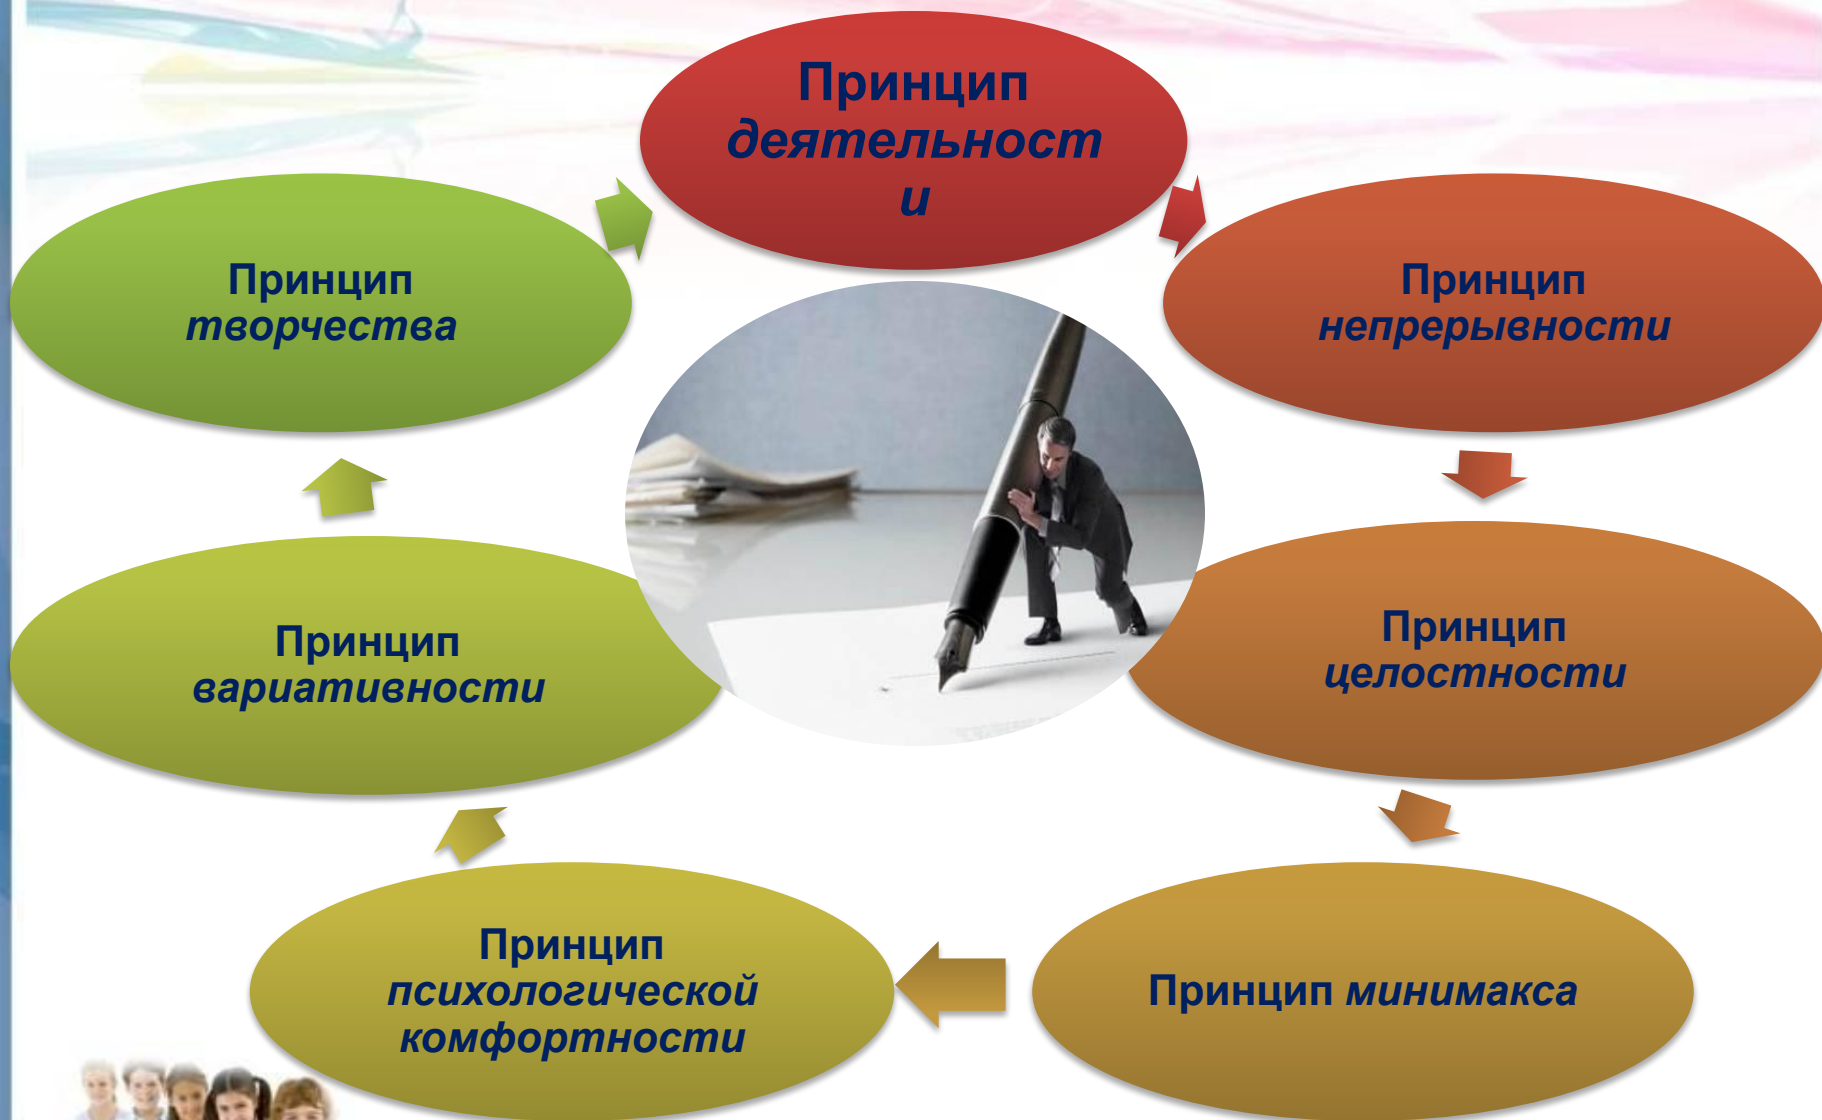 Принцип
деятельност
и
Принцип
непрерывности
Принцип
целостности
Принцип минимакса
Принцип
психологической
комфортности
Принцип
вариативности
Принцип
творчества